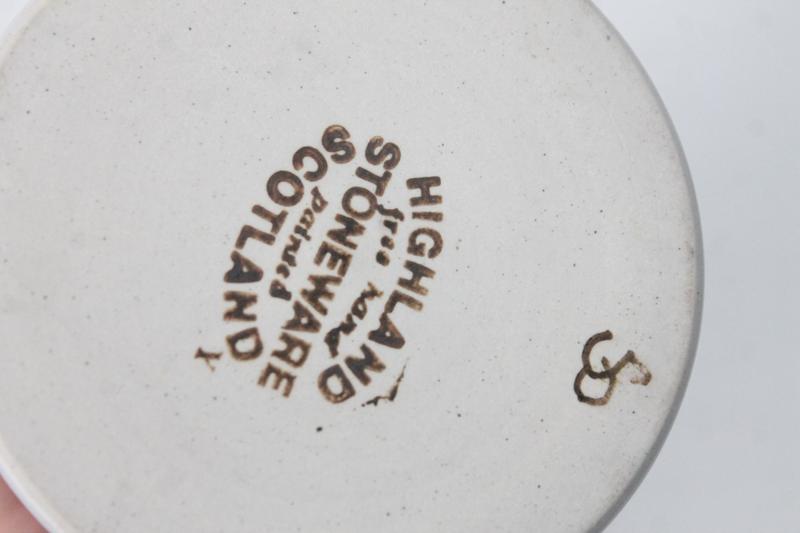 HIGHLAND
free hand
STONEWARE
painted
SCOTLAND
Y